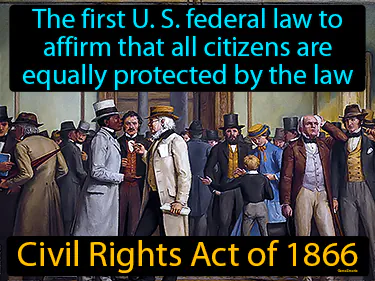 The first U. S. federal law to
affirm that all citizens are
equally protected by the law
Civil Rights Act of 1866